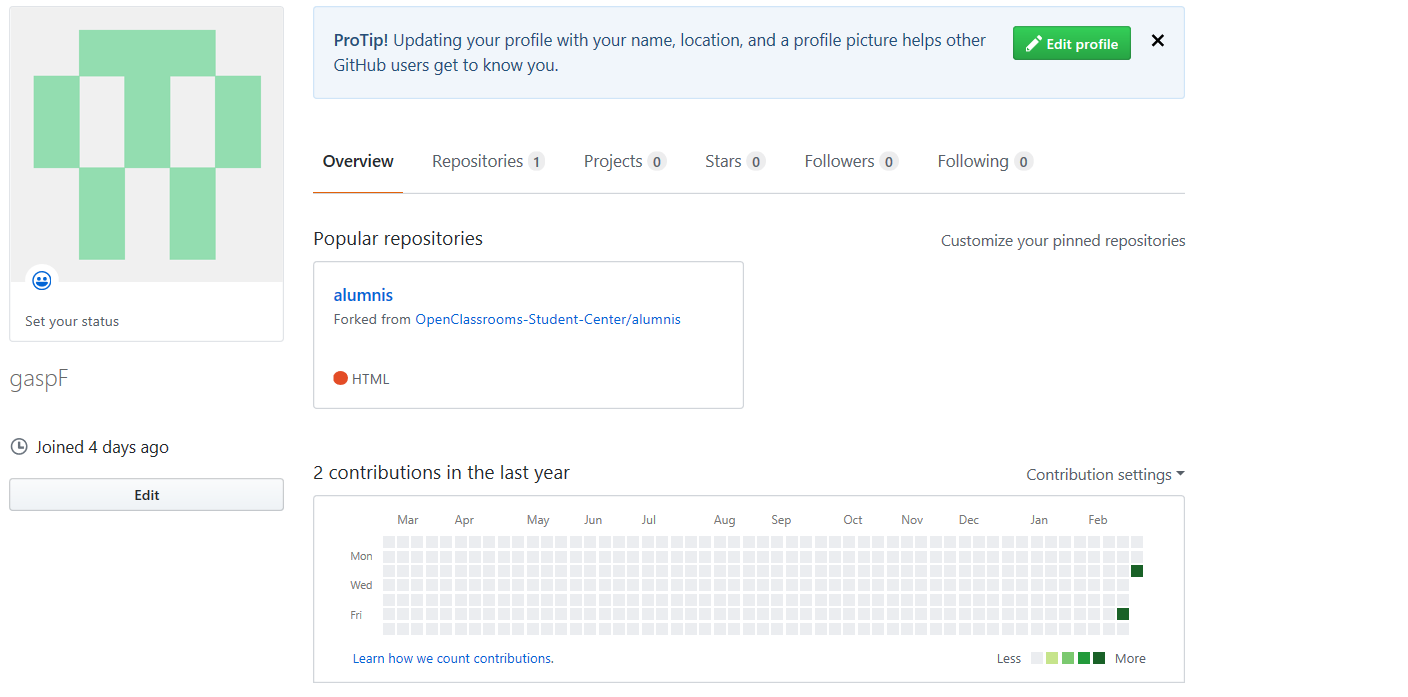 ProTip! Updating your profile with your name, location, and a profile picture helps other
GitHub users get to know you.
Edit profile
Set your status
gaspF
Joined 4 days ago
Edit
Overview Repositories 1 Projects 0 Stars 0 Followers 0 Following 0
Popular repositories Customize your pinned repositories
alumnis
Forked from OpenClassrooms-Student-Center/alumnis
HTML
2 contributions in the last year Contribution settings
Mar Apr May Jun Jul Aug Sep Oct Nov Dec Jan Feb
Mon
Wed
Fri
Learn how we count contributions. Less More